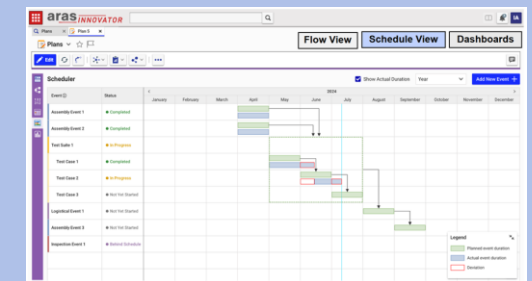 aras INNOVATOR
IA
Plans
Plan 5
Plans
Flow View
Schedule View
Dashboards
Edit
Scheduler
Show Actual Duration
Year
Add New Event +
Event
Status
2024
January
February
March
April
May
June
July
August
September
October
November
December
Assembly Event 1
Completed
Assembly Event 2
Completed
Test Suite 1
In Progress
Test Case 1
Completed
Test Case 2
In Progress
Test Case 3
Not Yet Started
Logistical Event 1
Not Yet Started
Assembly Event 3
Not Yet Started
Inspection Event 1
Behind Schedule
Legend
Planned event duration
Actual event duration
Deviation